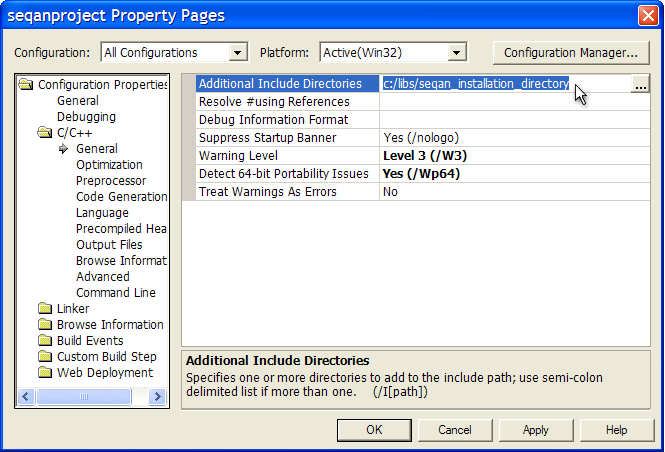 seqanproject Property Pages
Configuration: All Configurations Platform: Active(Win32) Configuration Manager...
Configuration Properties
General
Debugging
C/C++
General
Optimization
Preprocessor
Code Generation
Language
Precompiled Hea
Output Files
Browse Informat
Advanced
Command Line
Linker
Browse Information
Build Events
Custom Build Step
Web Deployment
Additional Include Directories c:/libs/seqan_installation_directory ...
Resolve #using References
Debug Information Format
Suppress Startup Banner Yes (/nologo)
Warning Level Level 3 (/W3)
Detect 64-bit Portability Issues Yes (/Wp64)
Treat Warnings As Errors No
Additional Include Directories
Specifies one or more directories to add to the include path; use semi-colon
delimited list if more than one. (/I[path])
OK Cancel Apply Help